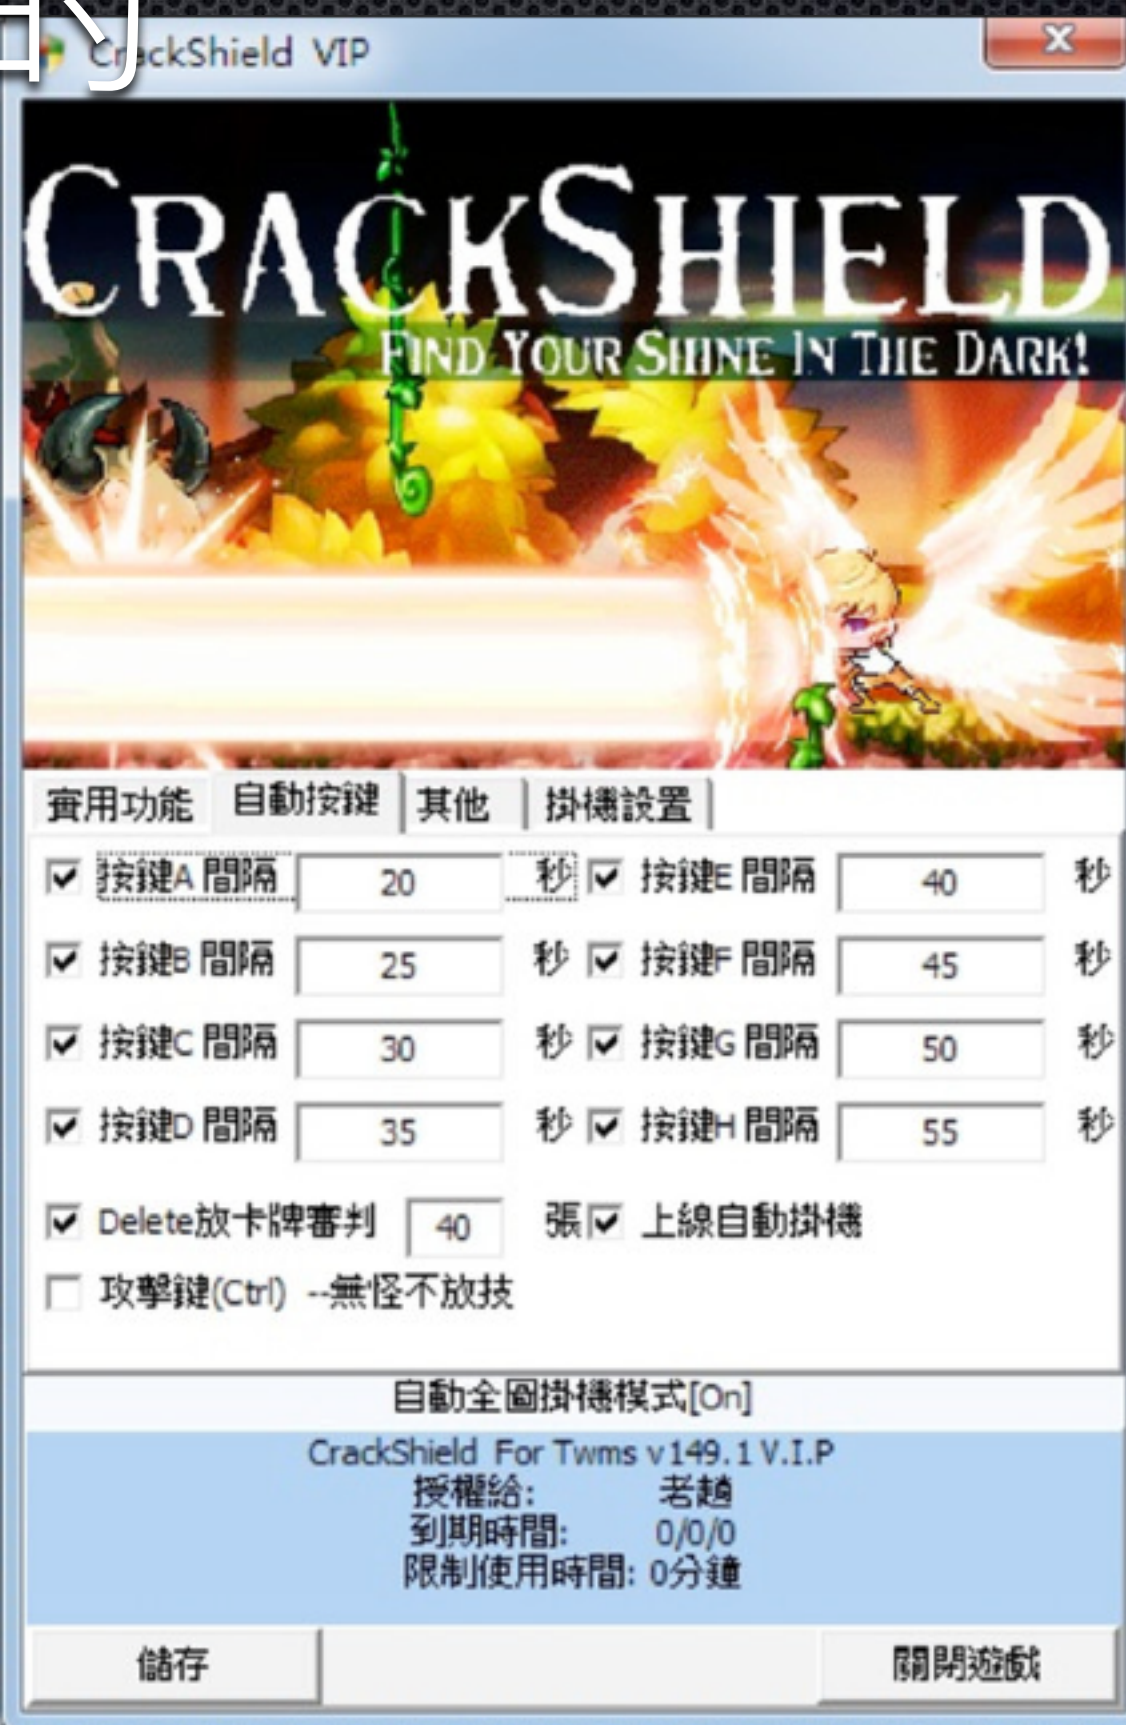 的
CrackShield VIP
CRACKSHIELD
FIND YOUR SHINE IN THE DARK!
實用功能 自動按鍵 其他 掛機設置
按鍵A 間隔 20 秒 按鍵E 間隔 40 秒
按鍵B 間隔 25 秒 按鍵F 間隔 45 秒
按鍵C 間隔 30 秒 按鍵G 間隔 50 秒
按鍵D 間隔 35 秒 按鍵H 間隔 55 秒
Delete放卡牌審判 40 張 上線自動掛機
攻擊鍵(Ctrl) --無怪不放技
自動全圖掛機模式[On]
CrackShield For Twms v149.1 V.I.P
授權給: 老趙
到期時間: 0/0/0
限制使用時間: 0分鐘
儲存 關閉遊戲